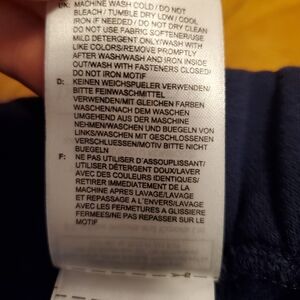 UK: MACHINE WASH COLD / DO NOT
BLEACH / TUMBLE DRY LOW / COOL
IRON IF NEEDED / DO NOT DRY CLEAN
DO NOT USE FABRIC SOFTENER/USE
MILD DETERGENT ONLY/WASH WITH
LIKE COLORS/REMOVE PROMPTLY
AFTER WASH/WASH AND IRON INSIDE
OUT/WASH WITH FASTENERS CLOSED/
DO NOT IRON MOTIF
D: KEINEN WEICHSPUELER VERWENDEN/
BITTE FEINWASCHMITTEL
VERWENDEN/MIT GLEICHEN FARBEN
WASCHEN/NACH DEM WASCHEN
UMGEHEND AUS DER MASCHINE
NEHMEN/WASCHEN UND BUEGELN VON
LINKS/WASCHEN MIT GESCHLOSSENEN
VERSCHLUESSEN/MOTIV BITTE NICHT
BUEGELN
F: NE PAS UTILISER D'ASSOUPLISSANT/
UTILISER DÉTERGENT DOUX/LAVER
AVEC DES COULEURS IDENTIQUES/
RETIRER IMMEDIATEMENT DE LA
MACHINE APRES LAVAGE/LAVAGE
ET REPASSAGE A L'ENVERS/LAVAGE
AVEC LES FERMETURES A GLISSIERE
FERMEES/NE PAS REPASSER SUR LE
MOTIF